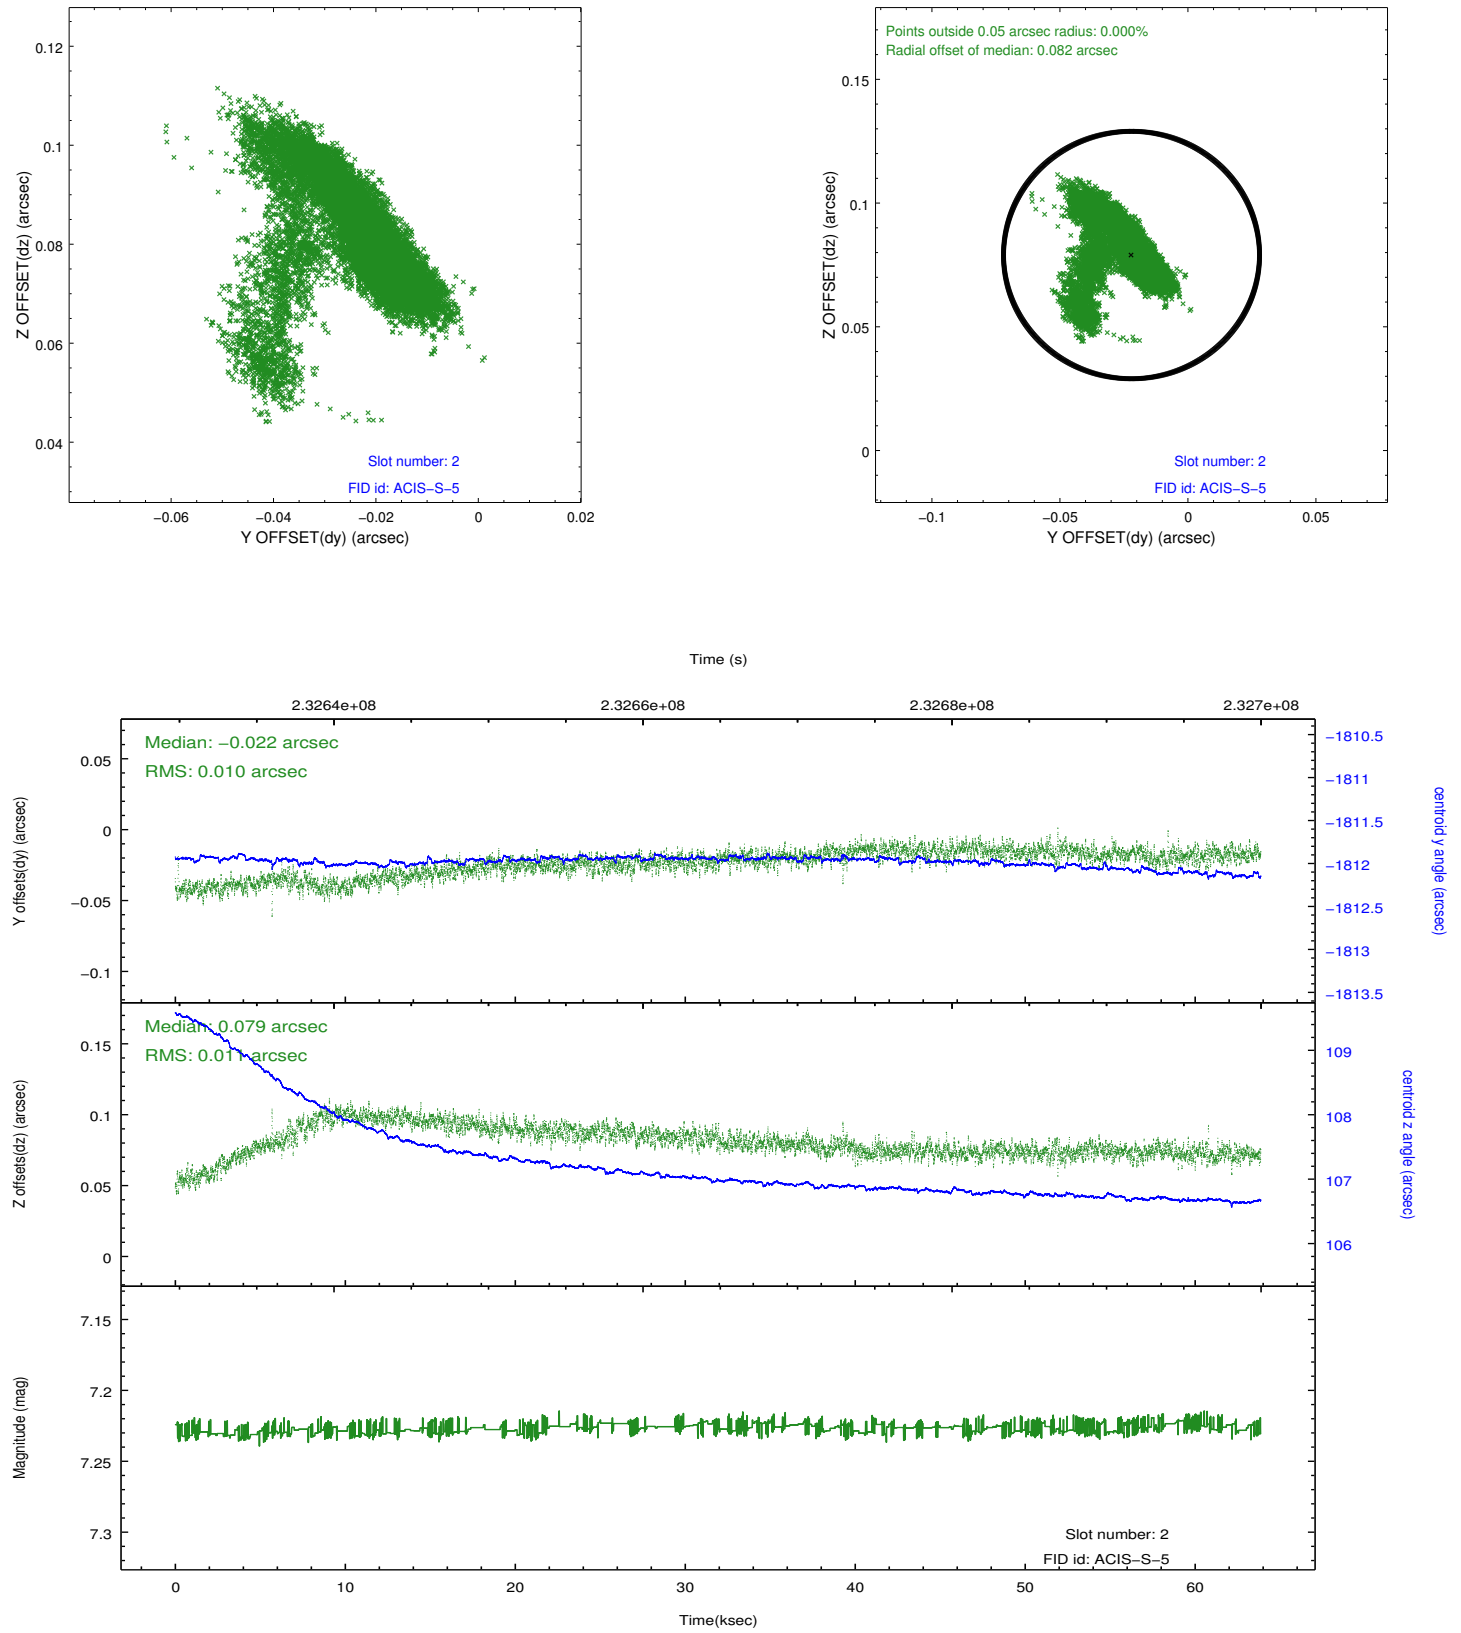 0.12
0.1
0.08
0.06
0.04
Z OFFSET(dz) (arcsec)
Slot number: 2
FID id: ACIS−S−5
−0.06 −0.04 −0.02 0 0.02
Y OFFSET(dy) (arcsec)
Points outside 0.05 arcsec radius: 0.000%
Radial offset of median: 0.082 arcsec
0.15
0.1
0.05
0
Z OFFSET(dz) (arcsec)
Slot number: 2
FID id: ACIS−S−5
−0.1 −0.05 0 0.05
Y OFFSET(dy) (arcsec)
Time (s)
2.3264e+08 2.3266e+08 2.3268e+08 2.327e+08
Median: −0.022 arcsec
RMS: 0.010 arcsec
0.05
0
−0.05
−0.1
Y offsets(dy) (arcsec)
−1810.5
−1811
−1811.5
−1812
−1812.5
−1813
−1813.5
centroid y angle (arcsec)
Median: 0.079 arcsec
RMS: 0.011 arcsec
0.15
0.1
0.05
0
Z offsets(dz) (arcsec)
109
108
107
106
centroid z angle (arcsec)
7.15
7.2
7.25
7.3
Magnitude (mag)
Slot number: 2
FID id: ACIS−S−5
0 10 20 30 40 50 60
Time(ksec)